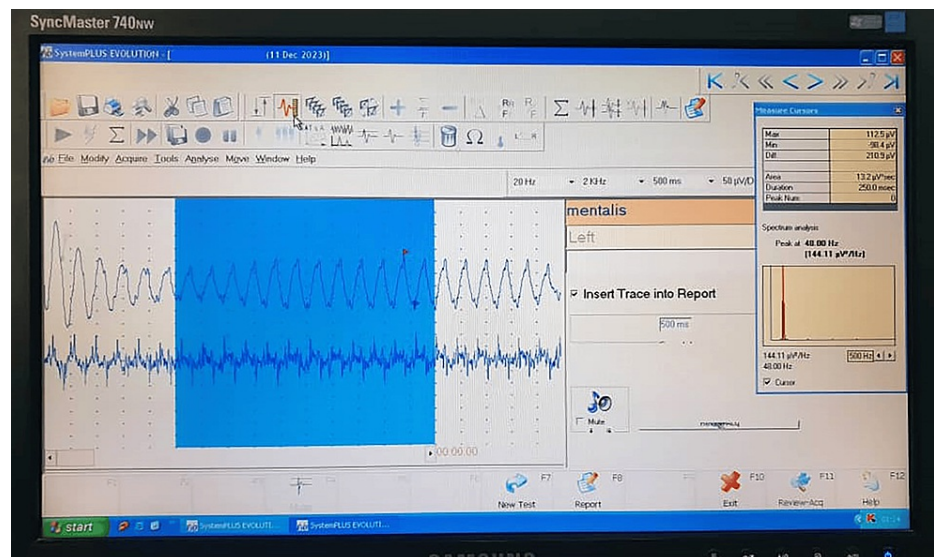 SyncMaster 740NW
SystemPLUS EVOLUTION - [ (11 Dec 2023)]
File Modify Acquire Tools Analyse Move Window Help
20 Hz 2 KHz 500 ms 50 µV/D
mentalis
Left
Insert Trace into Report
500 ms
Mute
00:00:00
Measure Cursors
Max 112.5 µV
Min -98.4 µV
Diff 210.9 µV
Area 13.2 µV*sec
Duration 250.0 msec
Peak Num 0
Spectrum analysis
Peak at 48.00 Hz
(144.11 µV²/Hz)
144.11 µV²/Hz 500 Hz
48.00 Hz
Cursor
F7 F8 F10 F11 F12
New Test Report Exit Review-Acq Help
start SystemPLUS EVOLUTI... SystemPLUS EVOLUTI...
SAMSUNG